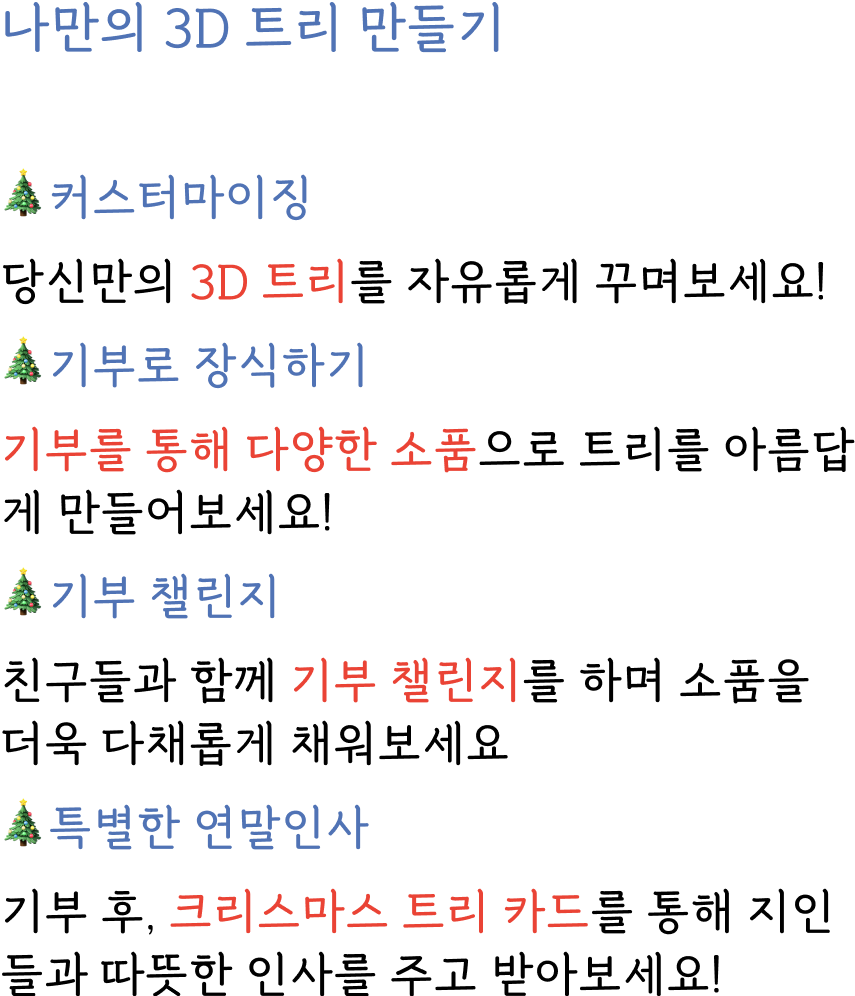 나만의 3D 트리 만들기
🎄커스터마이징
당신만의 3D 트리를 자유롭게 꾸며보세요!
🎄기부로 장식하기
기부를 통해 다양한 소품으로 트리를 아름답
게 만들어보세요!
🎄기부 챌린지
친구들과 함께 기부 챌린지를 하며 소품을
더욱 다채롭게 채워보세요
🎄특별한 연말인사
기부 후, 크리스마스 트리 카드를 통해 지인
들과 따뜻한 인사를 주고 받아보세요!